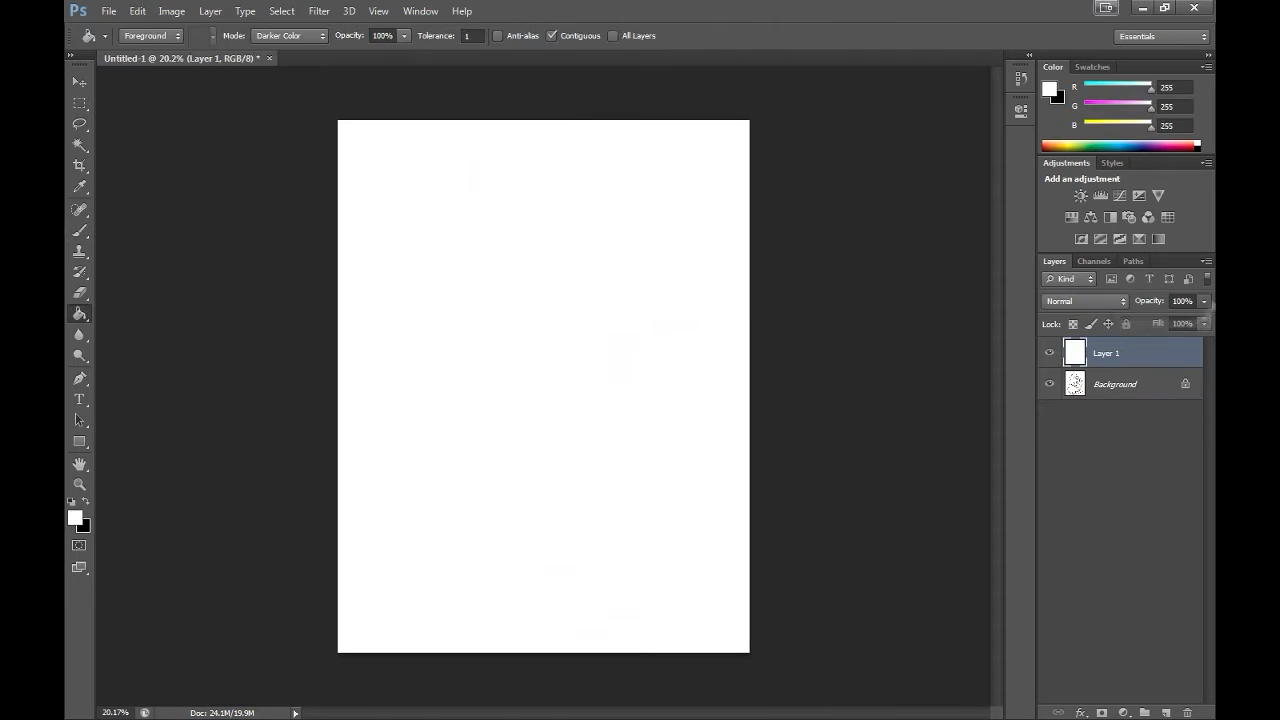 Ps File Edit Image Layer Type Select Filter 3D View Window Help
Foreground Mode: Darker Color Opacity: 100% Tolerance: 1 Anti-alias Contiguous All Layers Essentials
Untitled-1 @ 20.2% (Layer 1, RGB/8) * ×
Color Swatches
R 255
G 255
B 255
Adjustments Styles
Add an adjustment
Layers Channels Paths
Kind
Normal Opacity: 100%
Lock: Fill: 100%
Layer 1
Background
20.17% Doc: 24.1M/19.9M